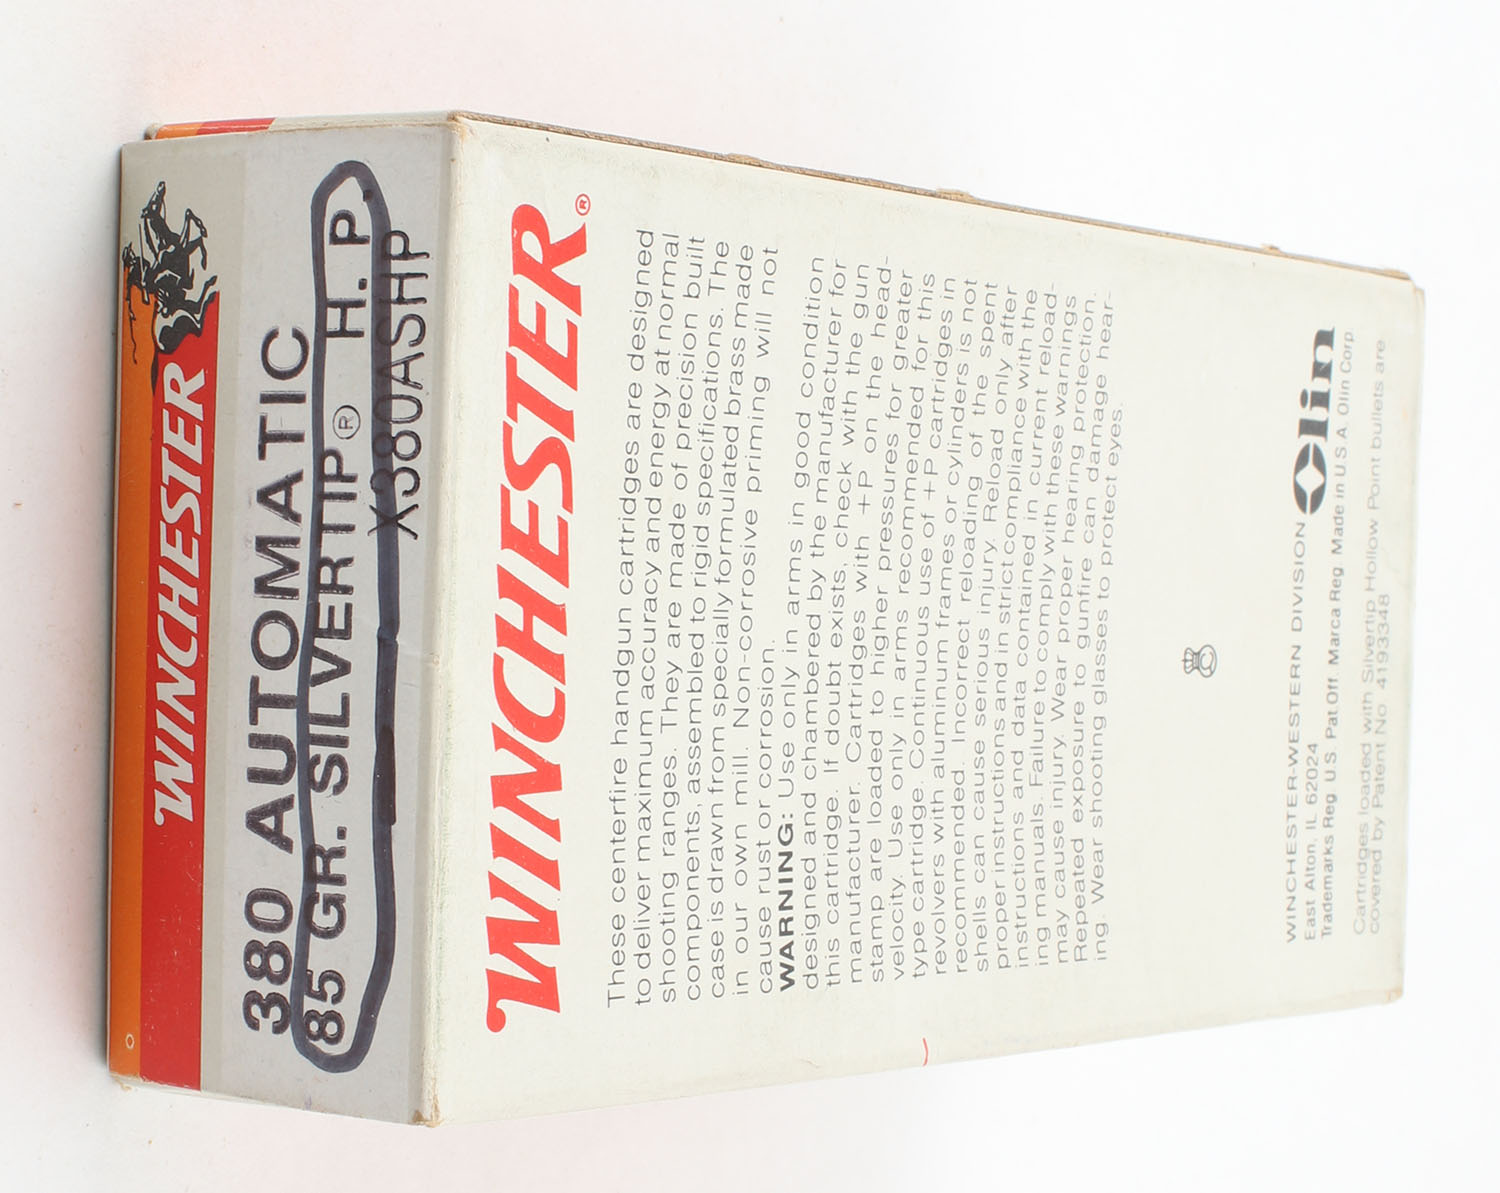 WINCHESTER
380 AUTOMATIC
85 GR. SILVERTIP® H.P.
X380ASHP
WINCHESTER®
These centerfire handgun cartridges are designed
to deliver maximum accuracy and energy at normal
shooting ranges. They are made of precision built
components, assembled to rigid specifications. The
case is drawn from specially formulated brass made
in our own mill. Non-corrosive priming will not
cause rust or corrosion.
WARNING: Use only in arms in good condition
designed and chambered by the manufacturer for
this cartridge. If doubt exists, check with the gun
manufacturer. Cartridges with +P on the head-
stamp are loaded to higher pressures for greater
velocity. Use only in arms recommended for this
type cartridge. Continuous use of +P cartridges in
revolvers with aluminum frames or cylinders is not
recommended. Incorrect reloading of the spent
shells can cause serious injury. Reload only after
proper instructions and in strict compliance with the
instructions and data contained in current reload-
ing manuals. Failure to comply with these warnings
may cause injury. Wear proper hearing protection.
Repeated exposure to gunfire can damage hear-
ing. Wear shooting glasses to protect eyes.
WINCHESTER-WESTERN DIVISION Olin
East Alton, IL 62024
Trademarks Reg U.S. Pat.Off. Marca Reg Made in U.S.A. Olin Corp
Cartridges loaded with Silvertip Hollow Point bullets are
covered by Patent No. 4193348